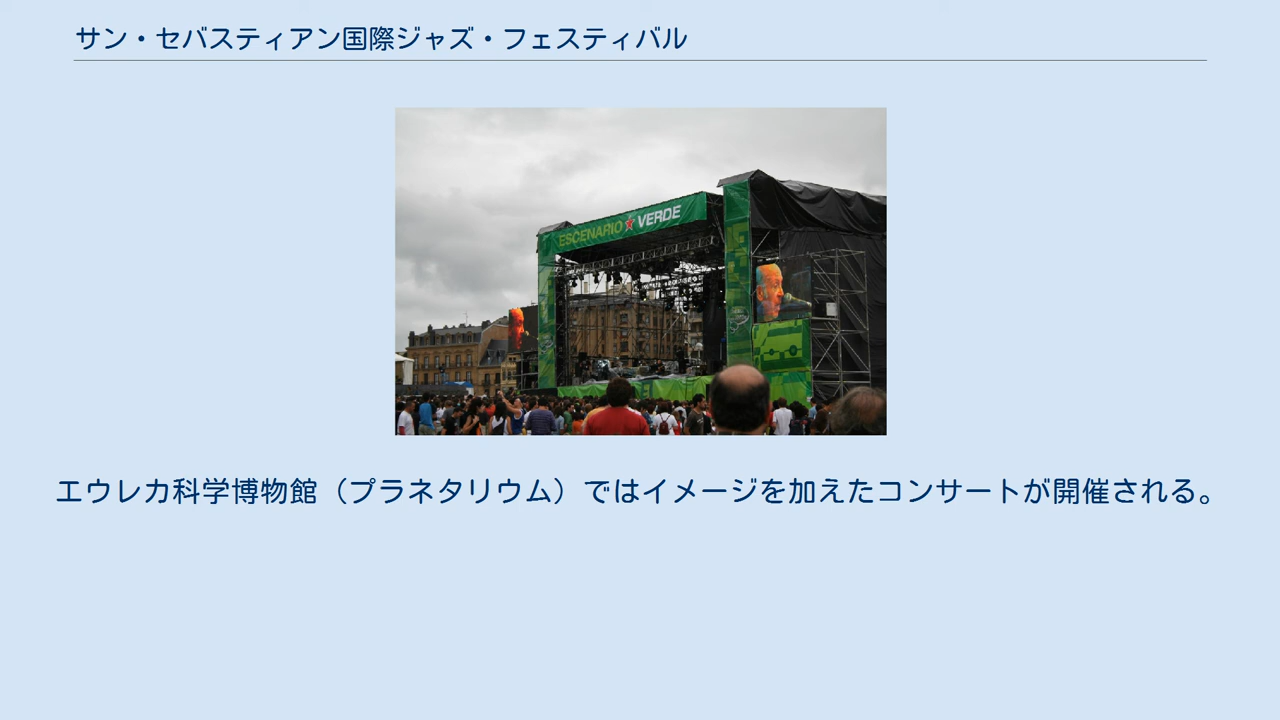 サン・セバスティアン国際ジャズ・フェスティバル
ESCENARIO VERDE
エウレカ科学博物館（プラネタリウム）ではイメージを加えたコンサートが開催される。